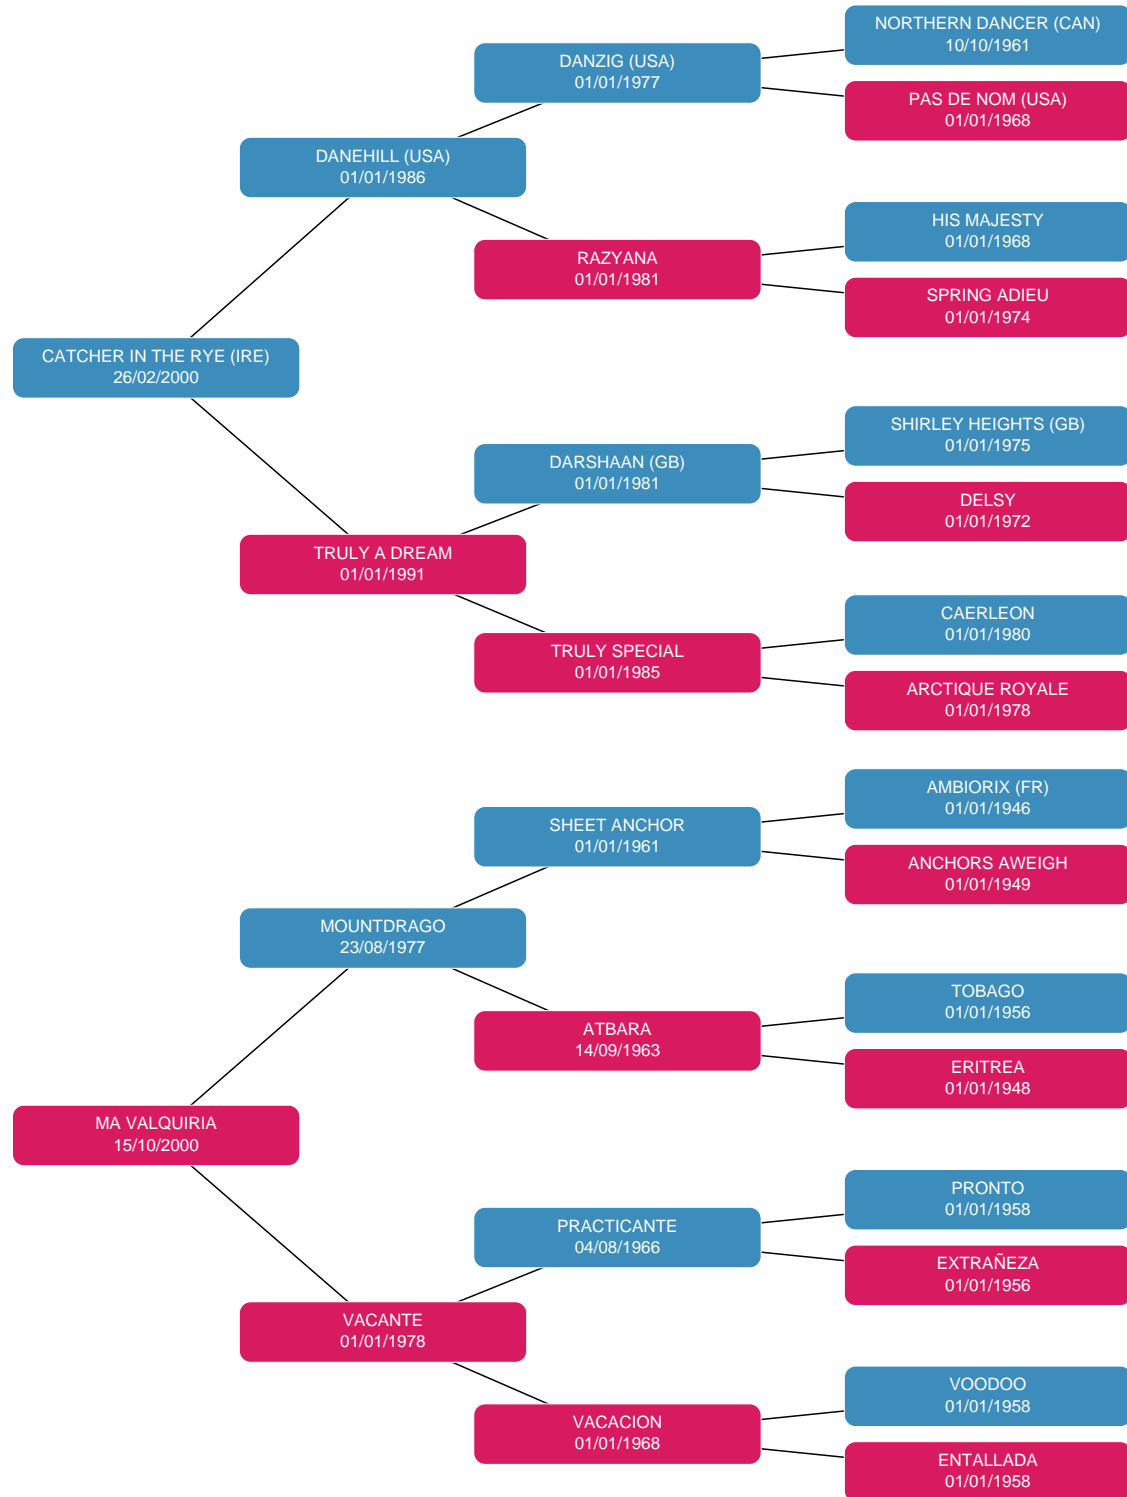 NORTHERN DANCER (CAN)
10/10/1961
DANZIG (USA)
01/01/1977
PAS DE NOM (USA)
01/01/1968
DANEHILL (USA)
01/01/1986
HIS MAJESTY
01/01/1968
RAZYANA
01/01/1981
SPRING ADIEU
01/01/1974
CATCHER IN THE RYE (IRE)
26/02/2000
SHIRLEY HEIGHTS (GB)
01/01/1975
DARSHAAN (GB)
01/01/1981
DELSY
01/01/1972
TRULY A DREAM
01/01/1991
CAERLEON
01/01/1980
TRULY SPECIAL
01/01/1985
ARCTIQUE ROYALE
01/01/1978
AMBIORIX (FR)
01/01/1946
SHEET ANCHOR
01/01/1961
ANCHORS AWEIGH
01/01/1949
MOUNTDRAGO
23/08/1977
TOBAGO
01/01/1956
ATBARA
14/09/1963
ERITREA
01/01/1948
MA VALQUIRIA
15/10/2000
PRONTO
01/01/1958
PRACTICANTE
04/08/1966
EXTRAÑEZA
01/01/1956
VACANTE
01/01/1978
VOODOO
01/01/1958
VACACION
01/01/1968
ENTALLADA
01/01/1958